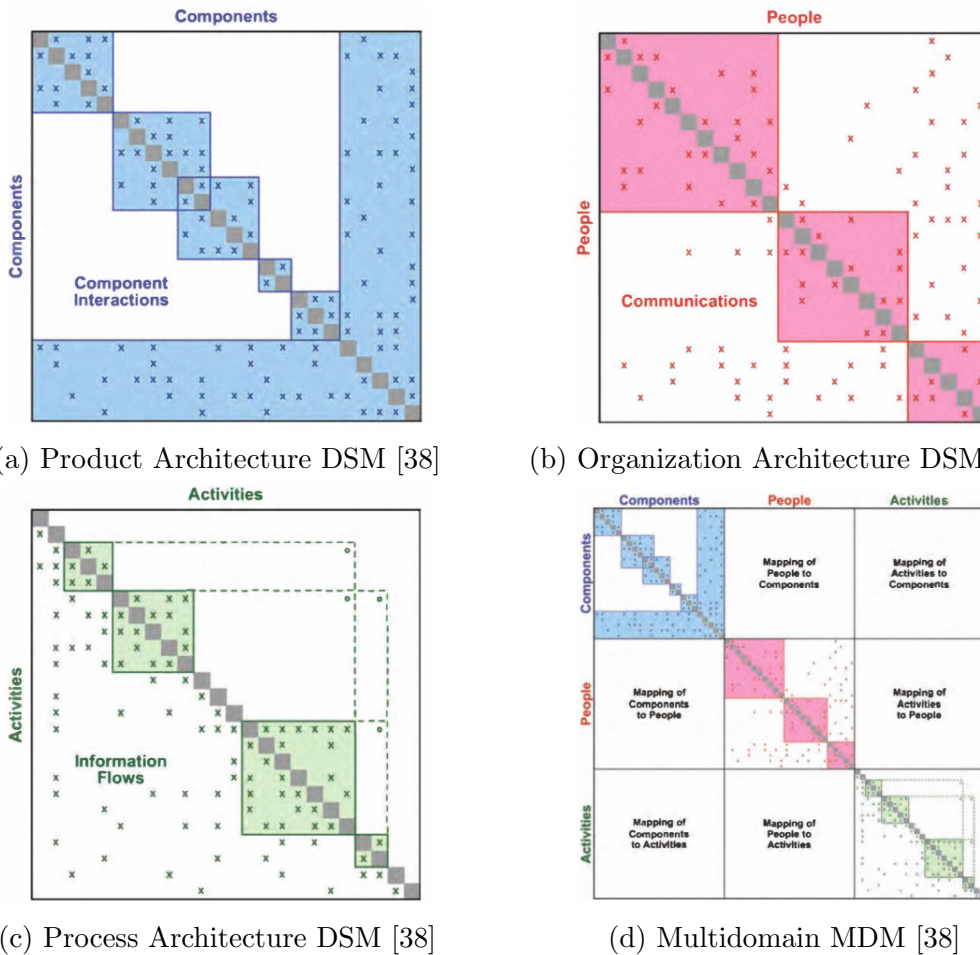 Components
Components
Component
Interactions
(a) Product Architecture DSM [38]
People
People
Communications
(b) Organization Architecture DSM
Activities
Activities
Information
Flows
(c) Process Architecture DSM [38]
Components
People
Activities
Components
Mapping of
People to
Components
Mapping of
Activities to
Components
People
Mapping of
Components
to People
Mapping of
Activities
to People
Activities
Mapping of
Components
to Activities
Mapping of
People to
Activities
(d) Multidomain MDM [38]